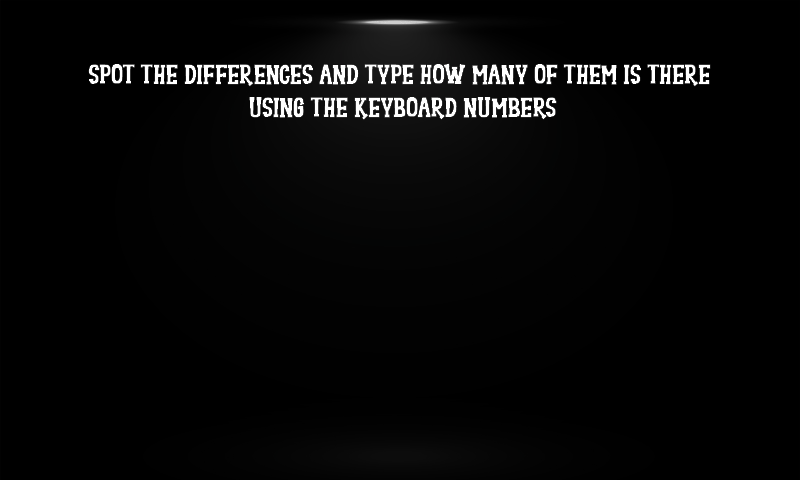 SPOT THE DIFFERENCES AND TYPE HOW MANY OF THEM IS THERE
USING THE KEYBOARD NUMBERS